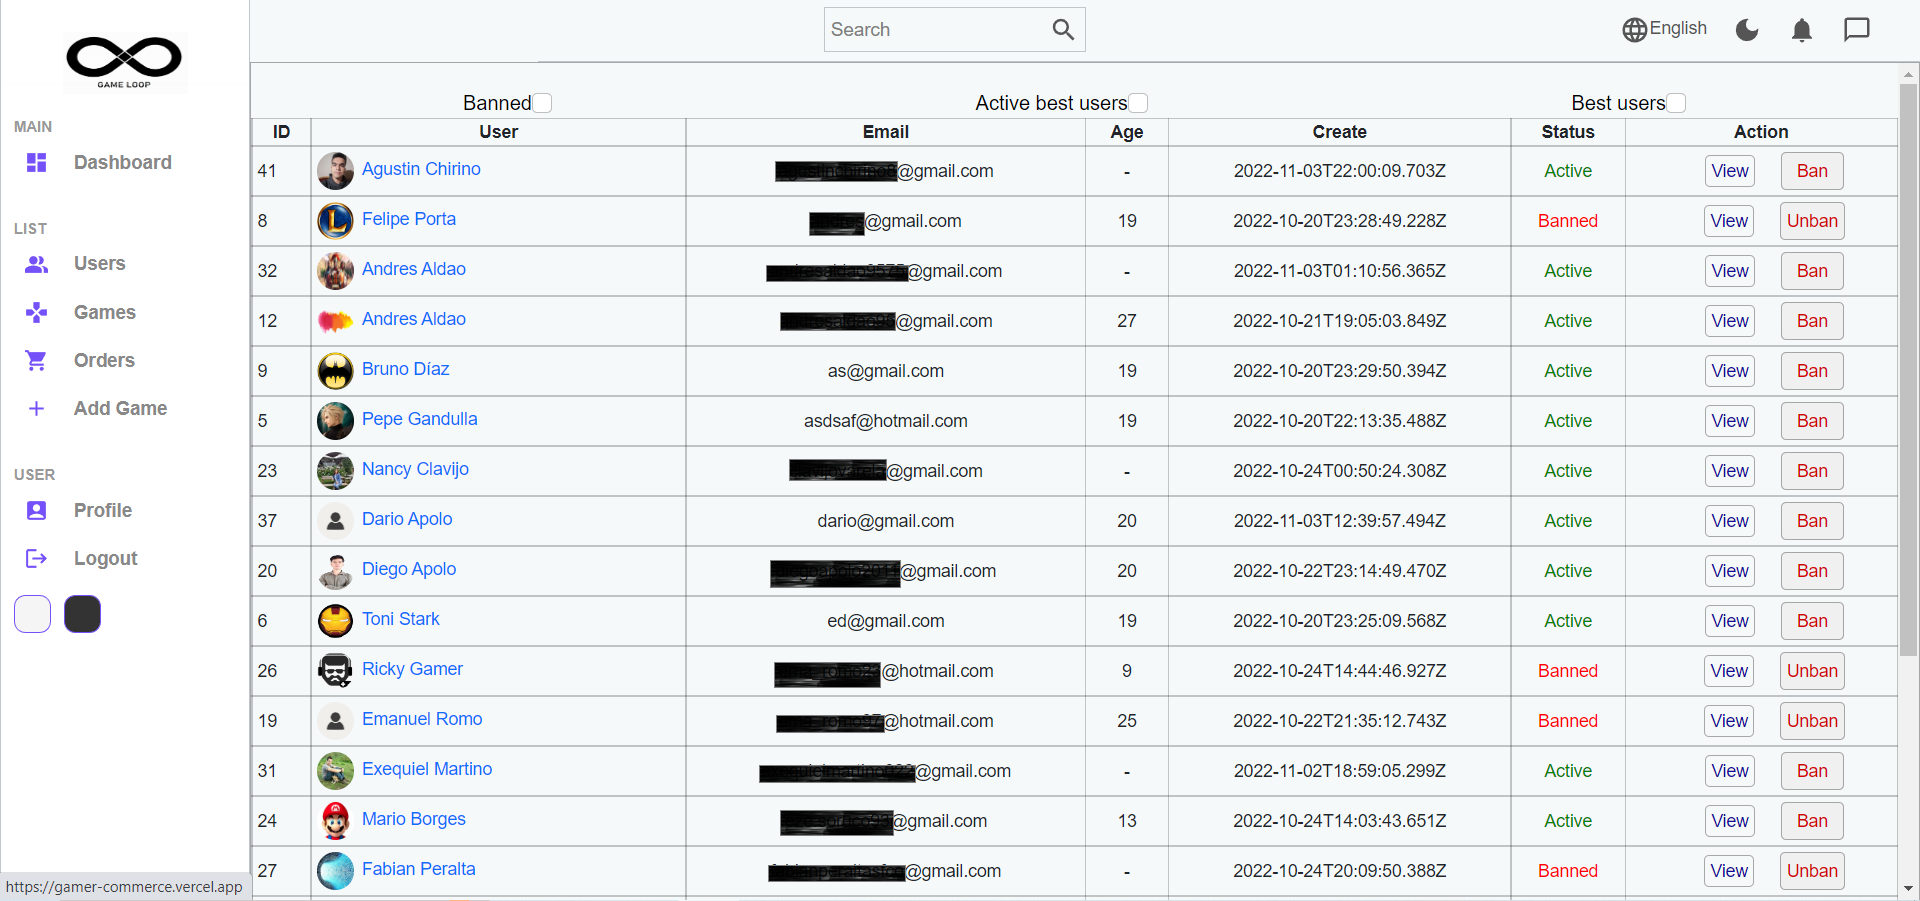 GAME LOOP
MAIN
Dashboard
LIST
Users
Games
Orders
Add Game
USER
Profile
Logout
https://gamer-commerce.vercel.app
Search
English
Banned Active best users Best users
ID User Email Age Create Status Action
41 Agustin Chirino @gmail.com - 2022-11-03T22:00:09.703Z Active View Ban
8 Felipe Porta @gmail.com 19 2022-10-20T23:28:49.228Z Banned View Unban
32 Andres Aldao @gmail.com - 2022-11-03T01:10:56.365Z Active View Ban
12 Andres Aldao @gmail.com 27 2022-10-21T19:05:03.849Z Active View Ban
9 Bruno Díaz as@gmail.com 19 2022-10-20T23:29:50.394Z Active View Ban
5 Pepe Gandulla asdsaf@hotmail.com 19 2022-10-20T22:13:35.488Z Active View Ban
23 Nancy Clavijo @gmail.com - 2022-10-24T00:50:24.308Z Active View Ban
37 Dario Apolo dario@gmail.com 20 2022-11-03T12:39:57.494Z Active View Ban
20 Diego Apolo @gmail.com 20 2022-10-22T23:14:49.470Z Active View Ban
6 Toni Stark ed@gmail.com 19 2022-10-20T23:25:09.568Z Active View Ban
26 Ricky Gamer @hotmail.com 9 2022-10-24T14:44:46.927Z Banned View Unban
19 Emanuel Romo @hotmail.com 25 2022-10-22T21:35:12.743Z Banned View Unban
31 Exequiel Martino @gmail.com - 2022-11-02T18:59:05.299Z Active View Ban
24 Mario Borges @gmail.com 13 2022-10-24T14:03:43.651Z Active View Ban
27 Fabian Peralta @gmail.com - 2022-10-24T20:09:50.388Z Banned View Unban